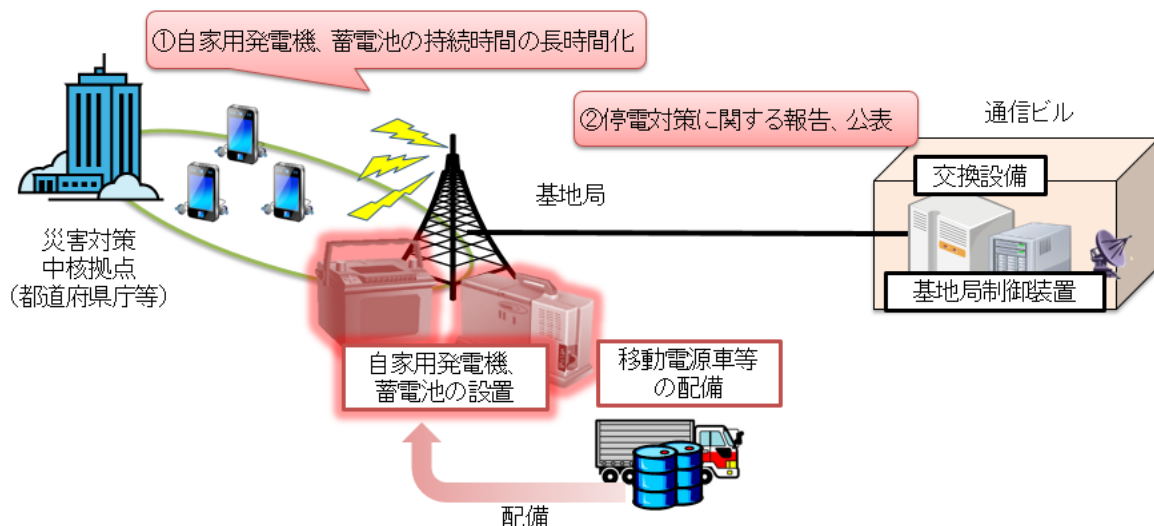 ①自家用発電機、蓄電池の持続時間の長時間化
②停電対策に関する報告、公表
通信ビル
交換設備
基地局
災害対策
中核拠点
（都道府県庁等）
基地局制御装置
自家用発電機、
蓄電池の設置
移動電源車等
の配備
配備